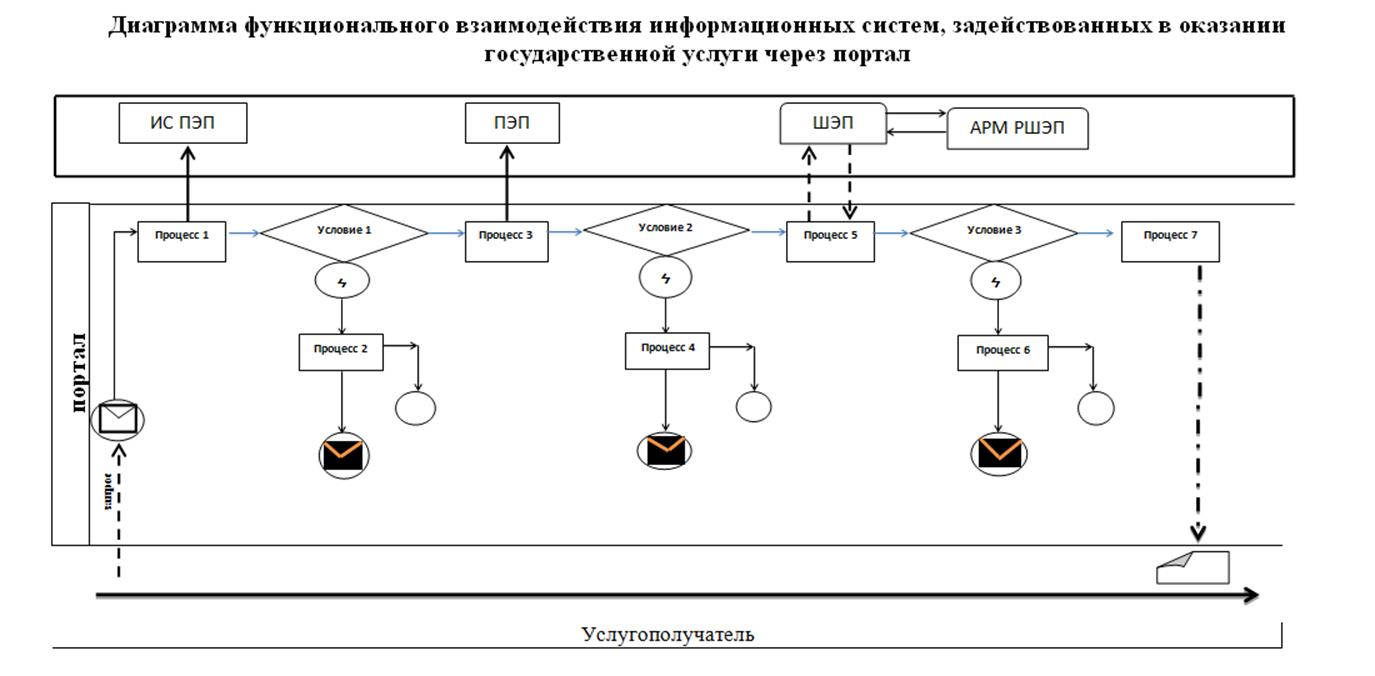 Диаграмма функционального взаимодействия информационных систем, задействованных в оказании
государственной услуги через портал
ИС ПЭП
ПЭП
ШЭП
АРМ РШЭП
Процесс 1
Условие 1
Процесс 3
Условие 2
Процесс 5
Условие 3
Процесс 7
Процесс 2
Процесс 4
Процесс 6
портал
запрос
Услугополучатель